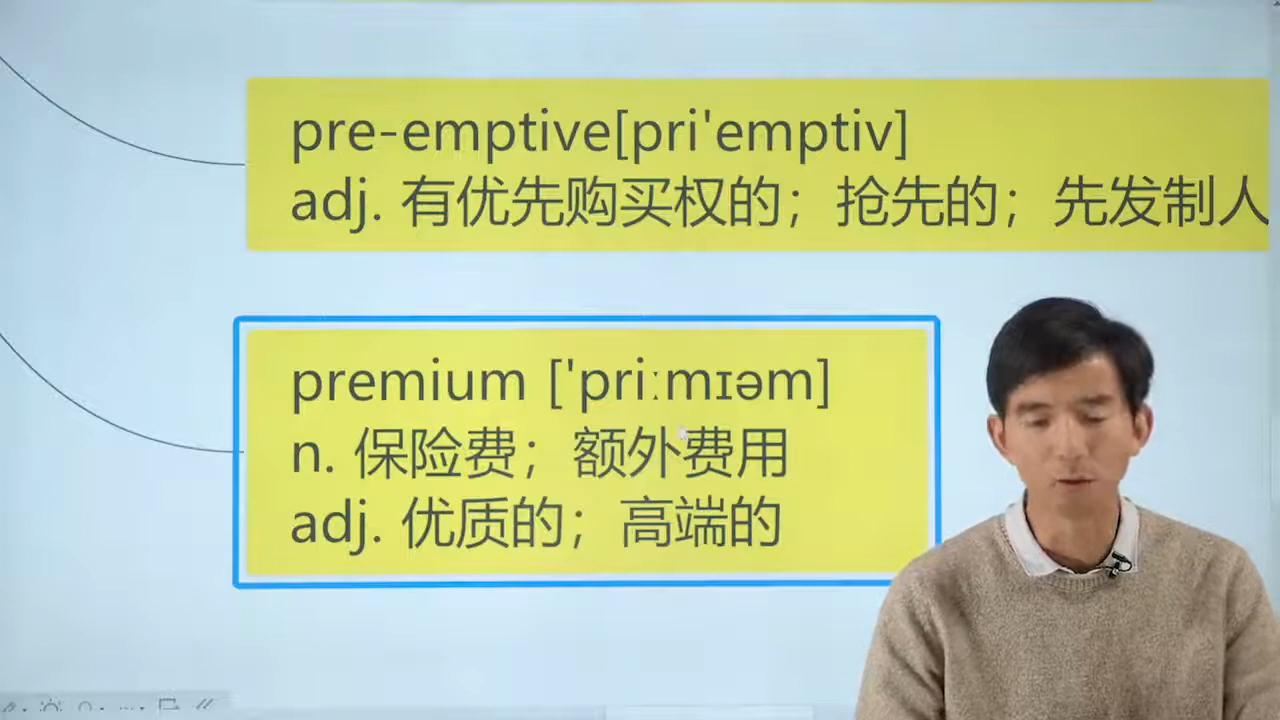 pre-emptive[pri'emptiv]
adj. 有优先购买权的；抢先的；先发制人
premium ['priːmɪəm]
n. 保险费；额外费用
adj. 优质的；高端的